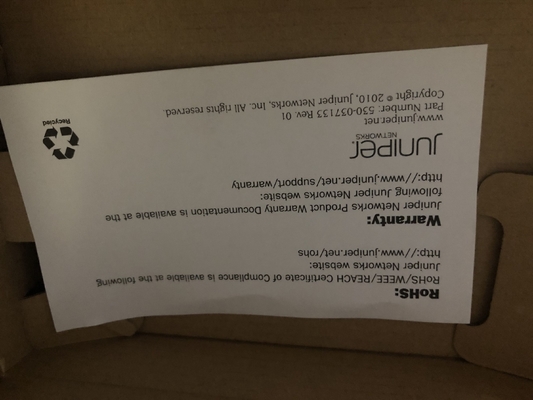 RoHS:
RoHS/WEEE/REACH Certificate of Compliance is available at the following
Juniper Networks website:
http://www.juniper.net/rohs
Warranty:
Juniper Networks Product Warranty Documentation is available at the
following Juniper Networks website:
http://www.juniper.net/support/warranty
JUNIPER
NETWORKS
www.juniper.net
Part Number: 530-037133 Rev. 01
Copyright © 2010, Juniper Networks, Inc. All rights reserved.
Recycled